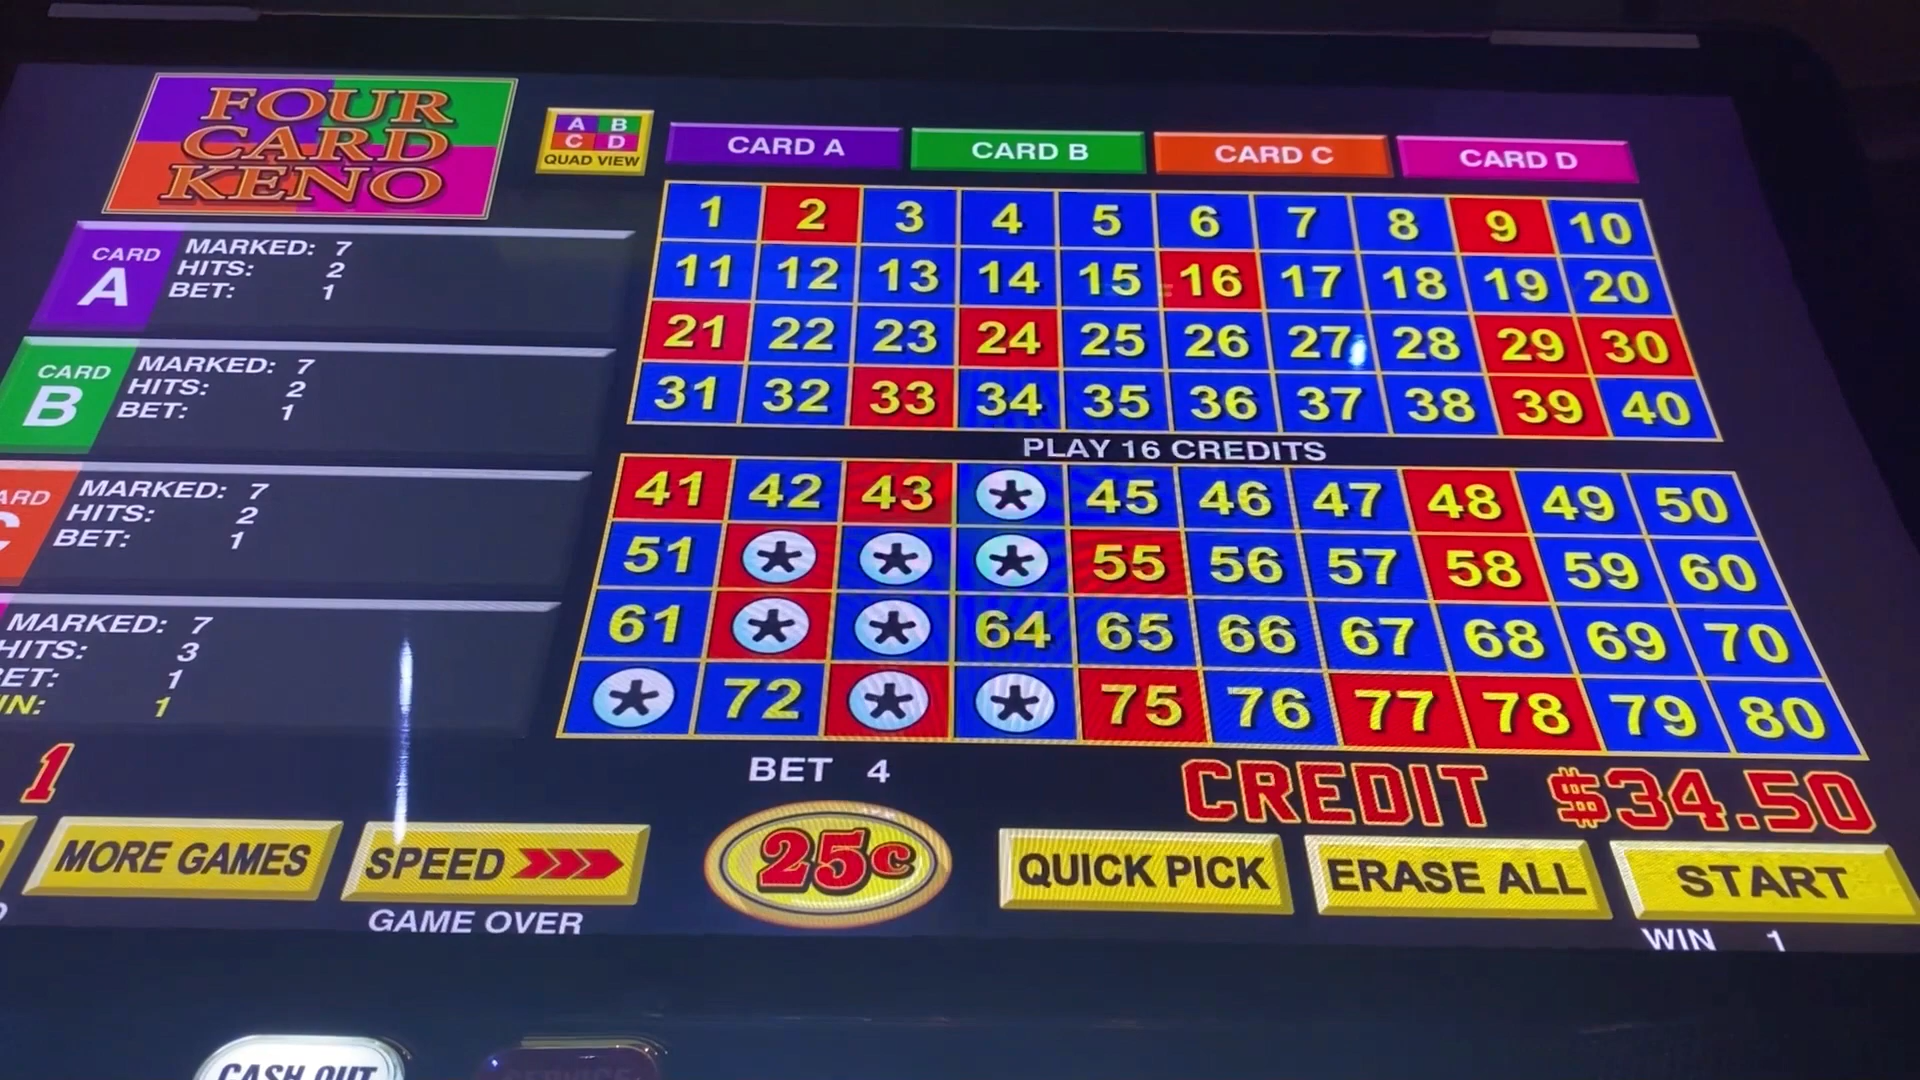 FOUR
CARD
KENO
A B
C D
QUAD VIEW
CARD A
CARD B
CARD C
CARD D
CARD
A
MARKED: 7
HITS: 2
BET: 1
CARD
B
MARKED: 7
HITS: 2
BET: 1
ARD
C
MARKED: 7
HITS: 2
BET: 1
MARKED: 7
HITS: 3
ET: 1
IN: 1
1 2 3 4 5 6 7 8 9 10
11 12 13 14 15 16 17 18 19 20
21 22 23 24 25 26 27 28 29 30
31 32 33 34 35 36 37 38 39 40
PLAY 16 CREDITS
41 42 43 45 46 47 48 49 50
51 55 56 57 58 59 60
61 64 65 66 67 68 69 70
72 75 76 77 78 79 80
1
BET 4
CREDIT $34.50
MORE GAMES
SPEED
25¢
QUICK PICK
ERASE ALL
START
GAME OVER
WIN 1
CASH OUT
SERVICE